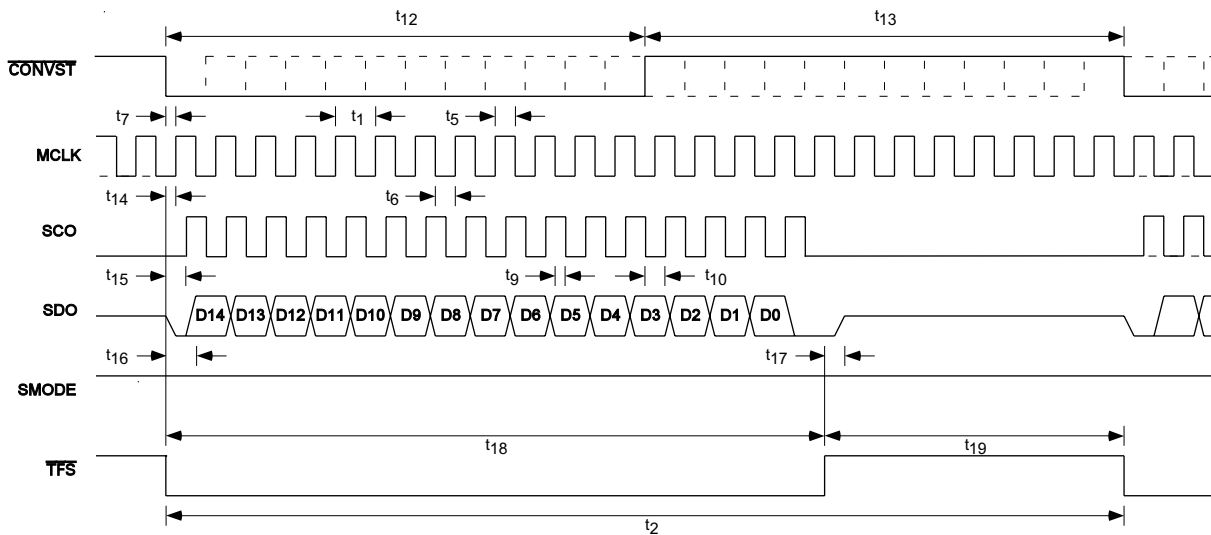 t12
t13
CONVST
t7
t1
t5
MCLK
t14
t6
SCO
t15
t9
t10
SDO
D14 D13 D12 D11 D10 D9 D8 D7 D6 D5 D4 D3 D2 D1 D0
t16
t17
SMODE
t18
t19
TFS
t2